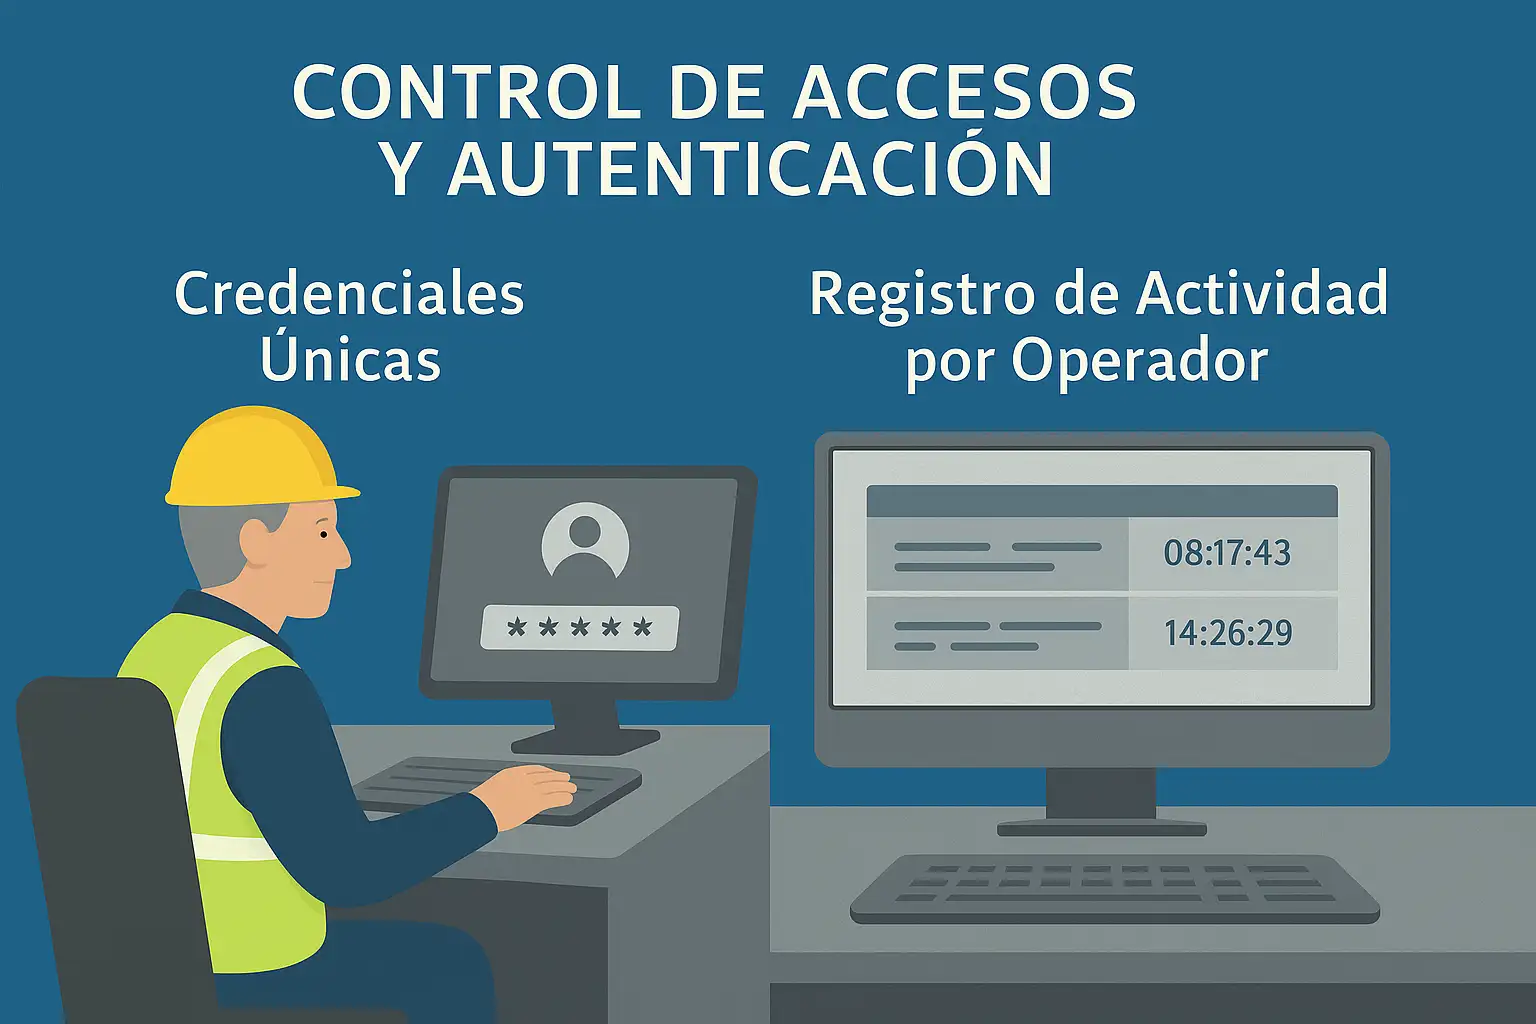 CONTROL DE ACCESOS
Y AUTENTICACIÓN
Credenciales
Únicas
Registro de Actividad
por Operador
*****
08:17:43
14:26:29